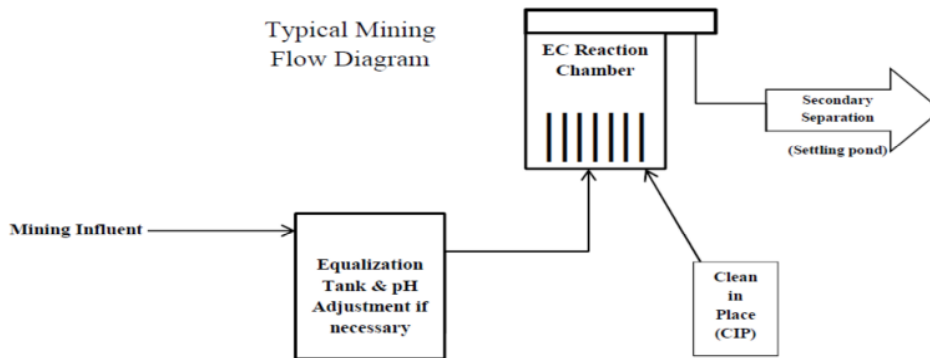 Typical Mining
Flow Diagram
EC Reaction
Chamber
Secondary
Separation
(Settling pond)
Mining Influent
Equalization
Tank & pH
Adjustment if
necessary
Clean
in
Place
(CIP)